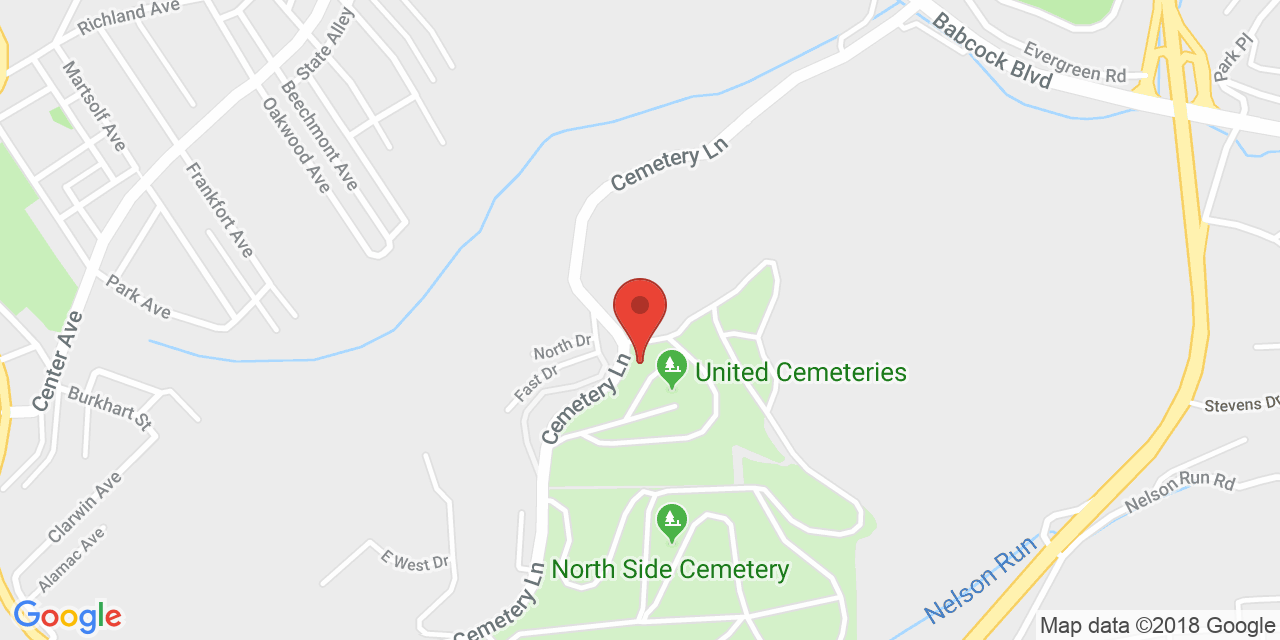 Richland Ave
State Alley
Martsolf Ave
Beechmont Ave
Oakwood Ave
Frankfort Ave
Park Ave
Center Ave
Burkhart St
Clarwin Ave
Alamac Ave
Babcock Blvd
Evergreen Rd
Park Pl
Cemetery Ln
North Dr
Fast Dr
Cemetery Ln
United Cemeteries
Stevens Dr
Nelson Run Rd
Nelson Run
North Side Cemetery
E West Dr
Cemetery Ln
Google
Map data ©2018 Google